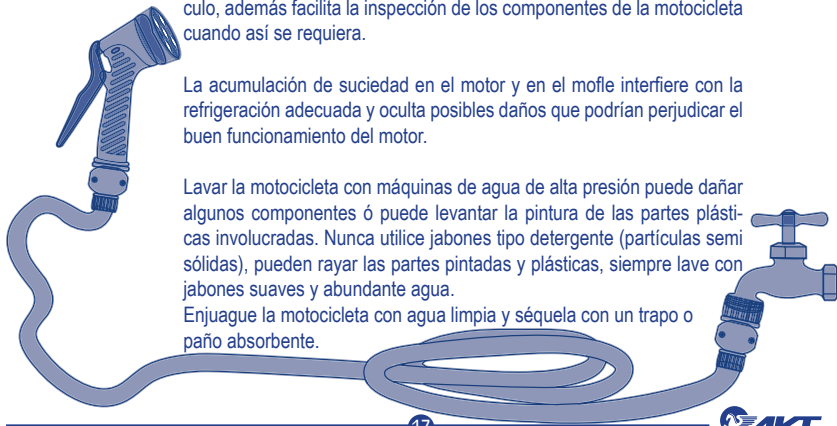 culo, además facilita la inspección de los componentes de la motocicleta
cuando así se requiera.
La acumulación de suciedad en el motor y en el mofle interfiere con la
refrigeración adecuada y oculta posibles daños que podrían perjudicar el
buen funcionamiento del motor.
Lavar la motocicleta con máquinas de agua de alta presión puede dañar
algunos componentes ó puede levantar la pintura de las partes plásti-
cas involucradas. Nunca utilice jabones tipo detergente (partículas semi
sólidas), pueden rayar las partes pintadas y plásticas, siempre lave con
jabones suaves y abundante agua.
Enjuague la motocicleta con agua limpia y séquela con un trapo o
paño absorbente.
17
AKT